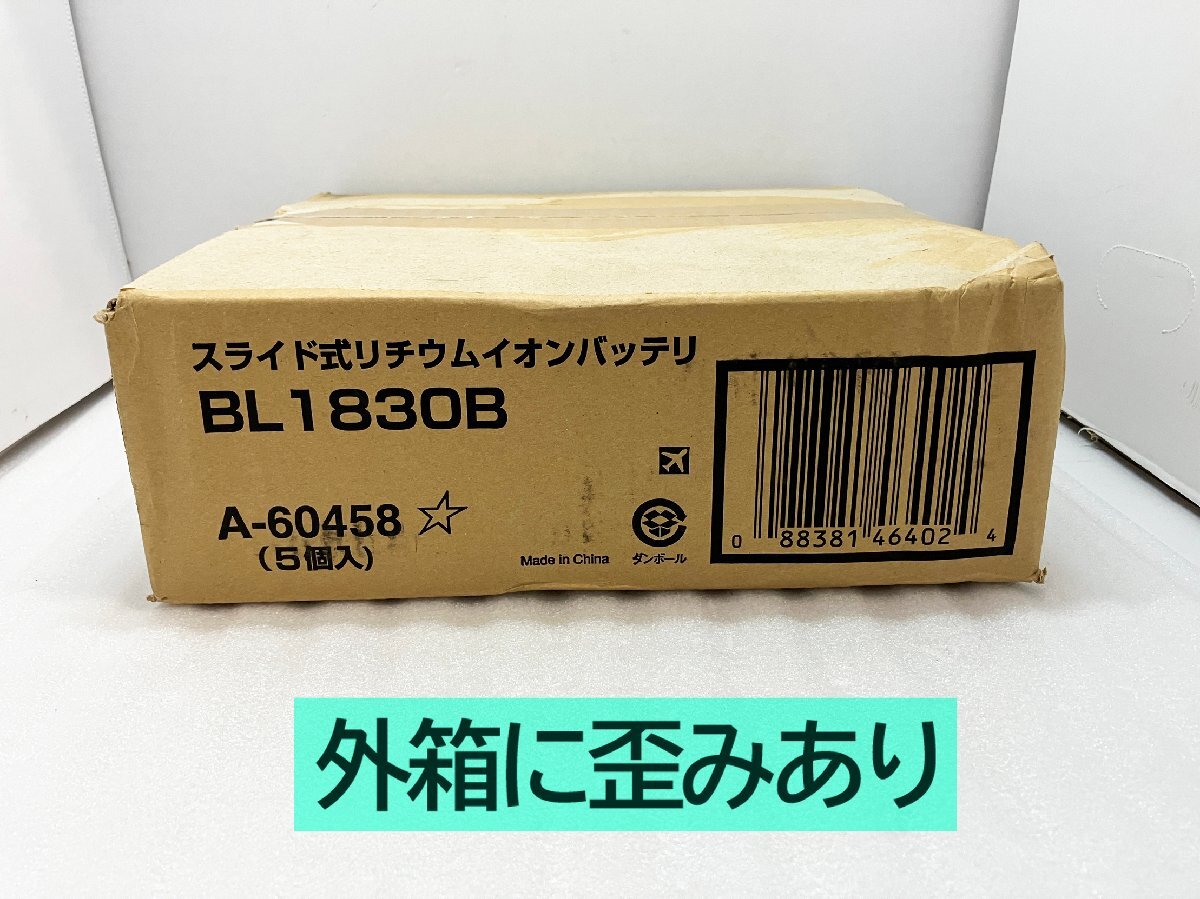 スライド式リチウムイオンバッテリ
BL1830B
A-60458☆
(5個入)
Made in China
ダンボール
0 88381 46402 4
外箱に歪みあり